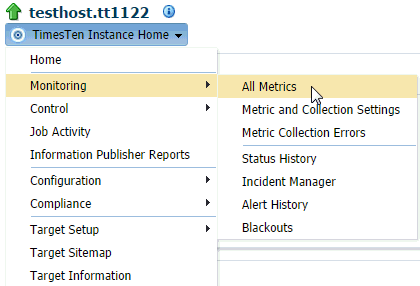 testhost.tt1122
TimesTen Instance Home
Home
Monitoring
Control
Job Activity
Information Publisher Reports
Configuration
Compliance
Target Setup
Target Sitemap
Target Information
All Metrics
Metric and Collection Settings
Metric Collection Errors
Status History
Incident Manager
Alert History
Blackouts